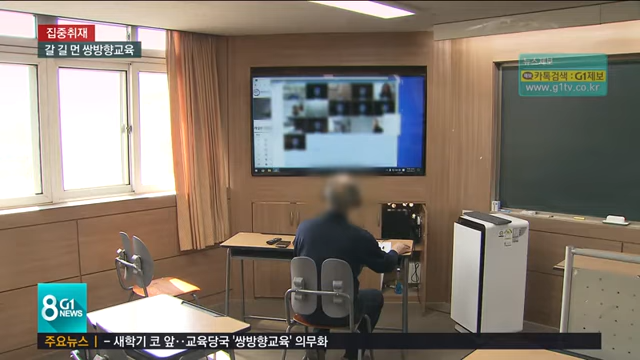 집중취재
갈 길 먼 쌍방향교육
카톡검색 : G1제보
www.g1tv.co.kr
8 G1
NEWS
주요뉴스 - 새학기 코 앞··교육당국 '쌍방향교육' 의무화